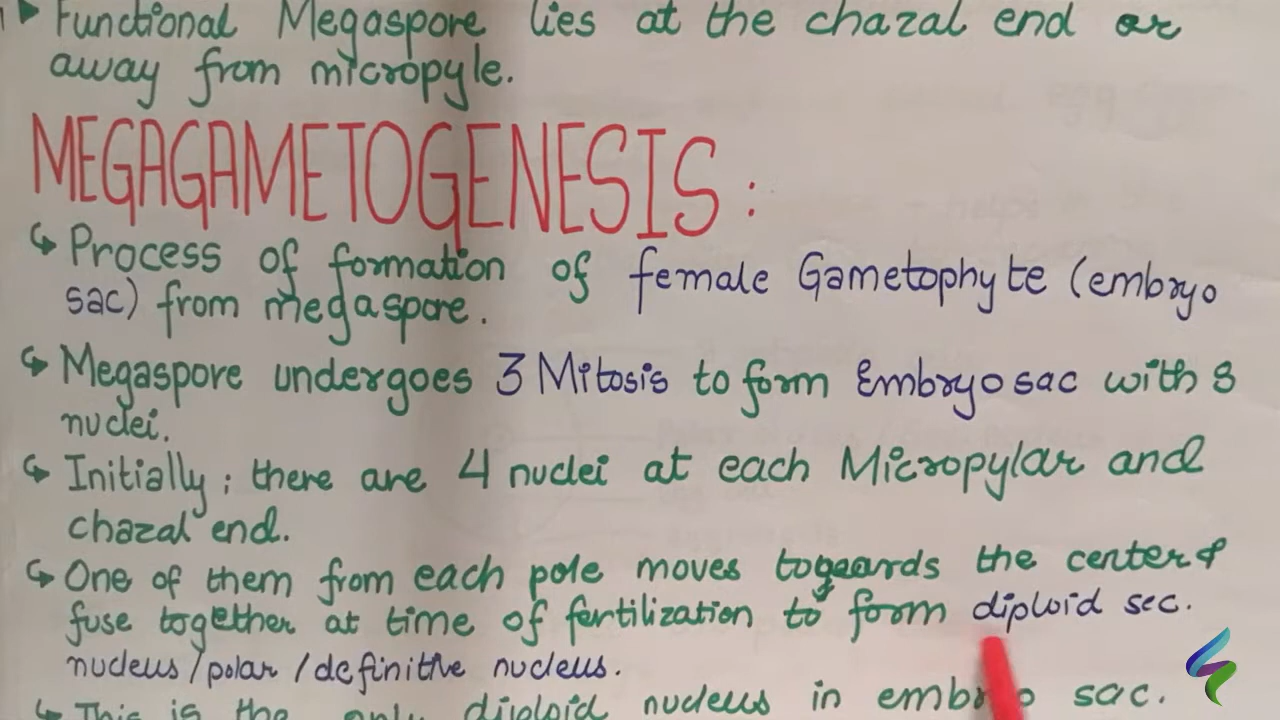 Functional Megaspore lies at the chazal end or
away from micropyle.
MEGAGAMETOGENESIS :
Process of formation of female Gametophyte (embryo
sac) from megaspore.
Megaspore undergoes 3 Mitosis to form Embryo sac with 8
nuclei.
Initially ; there are 4 nuclei at each Micropylar and
chazal end.
One of them from each pole moves the center &
fuse together at time of fertilization to form diploid sec.
nucleus / polar / definitive nucleus.
This is the only diploid nucleus in embryo sac.